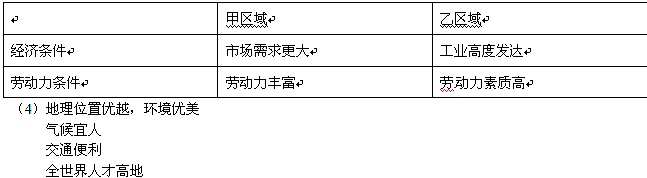 甲区域 乙区域
经济条件 市场需求更大 工业高度发达
劳动力条件 劳动力丰富 劳动力素质高
（4）地理位置优越，环境优美
气候宜人
交通便利
全世界人才高地